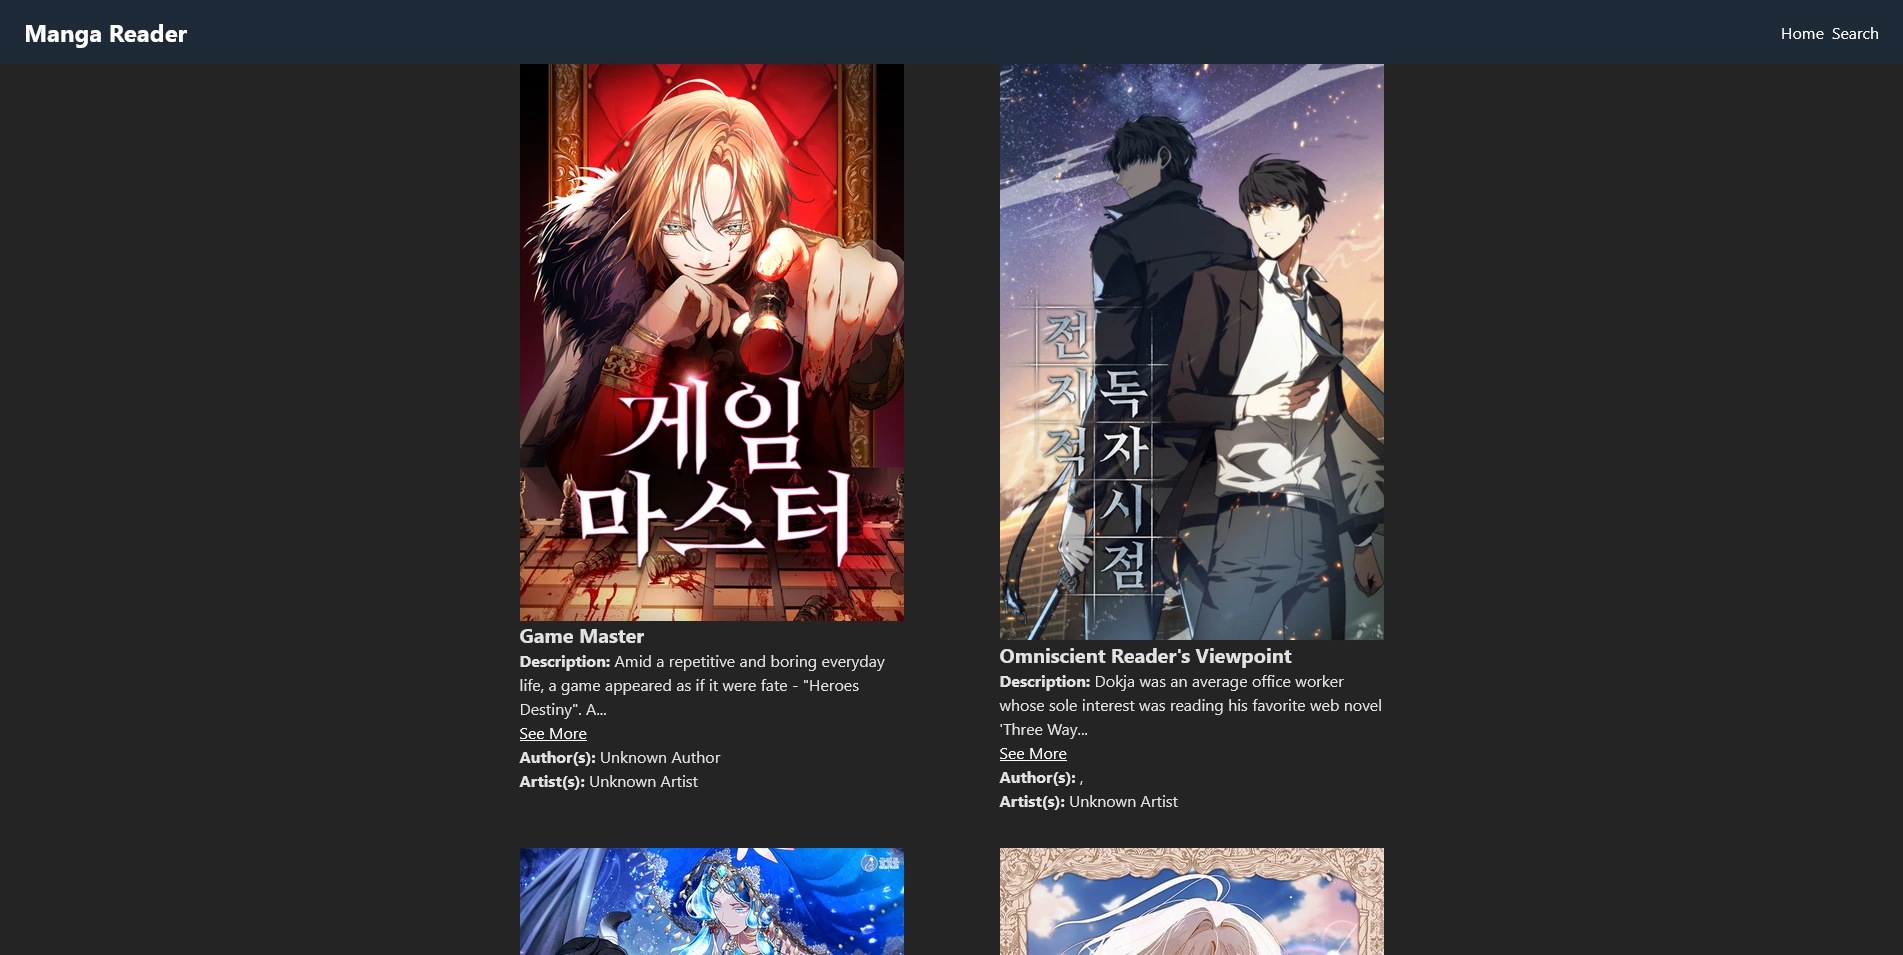 Manga Reader
Home Search
게임
마스터
Game Master
Description: Amid a repetitive and boring everyday
life, a game appeared as if it were fate - "Heroes
Destiny". A...
See More
Author(s): Unknown Author
Artist(s): Unknown Artist
전지적
독자시점
Omniscient Reader's Viewpoint
Description: Dokja was an average office worker
whose sole interest was reading his favorite web novel
'Three Way...
See More
Author(s): ,
Artist(s): Unknown Artist